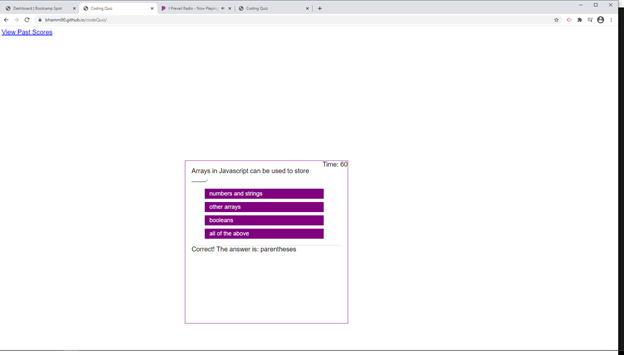 Dashboard | Bootcamp Spot
Coding Quiz
I Prevail Radio - Now Playing
Coding Quiz
bhamm90.github.io/codeQuiz/
View Past Scores
Time: 60
Arrays in Javascript can be used to store
____.
numbers and strings
other arrays
booleans
all of the above
Correct! The answer is: parentheses